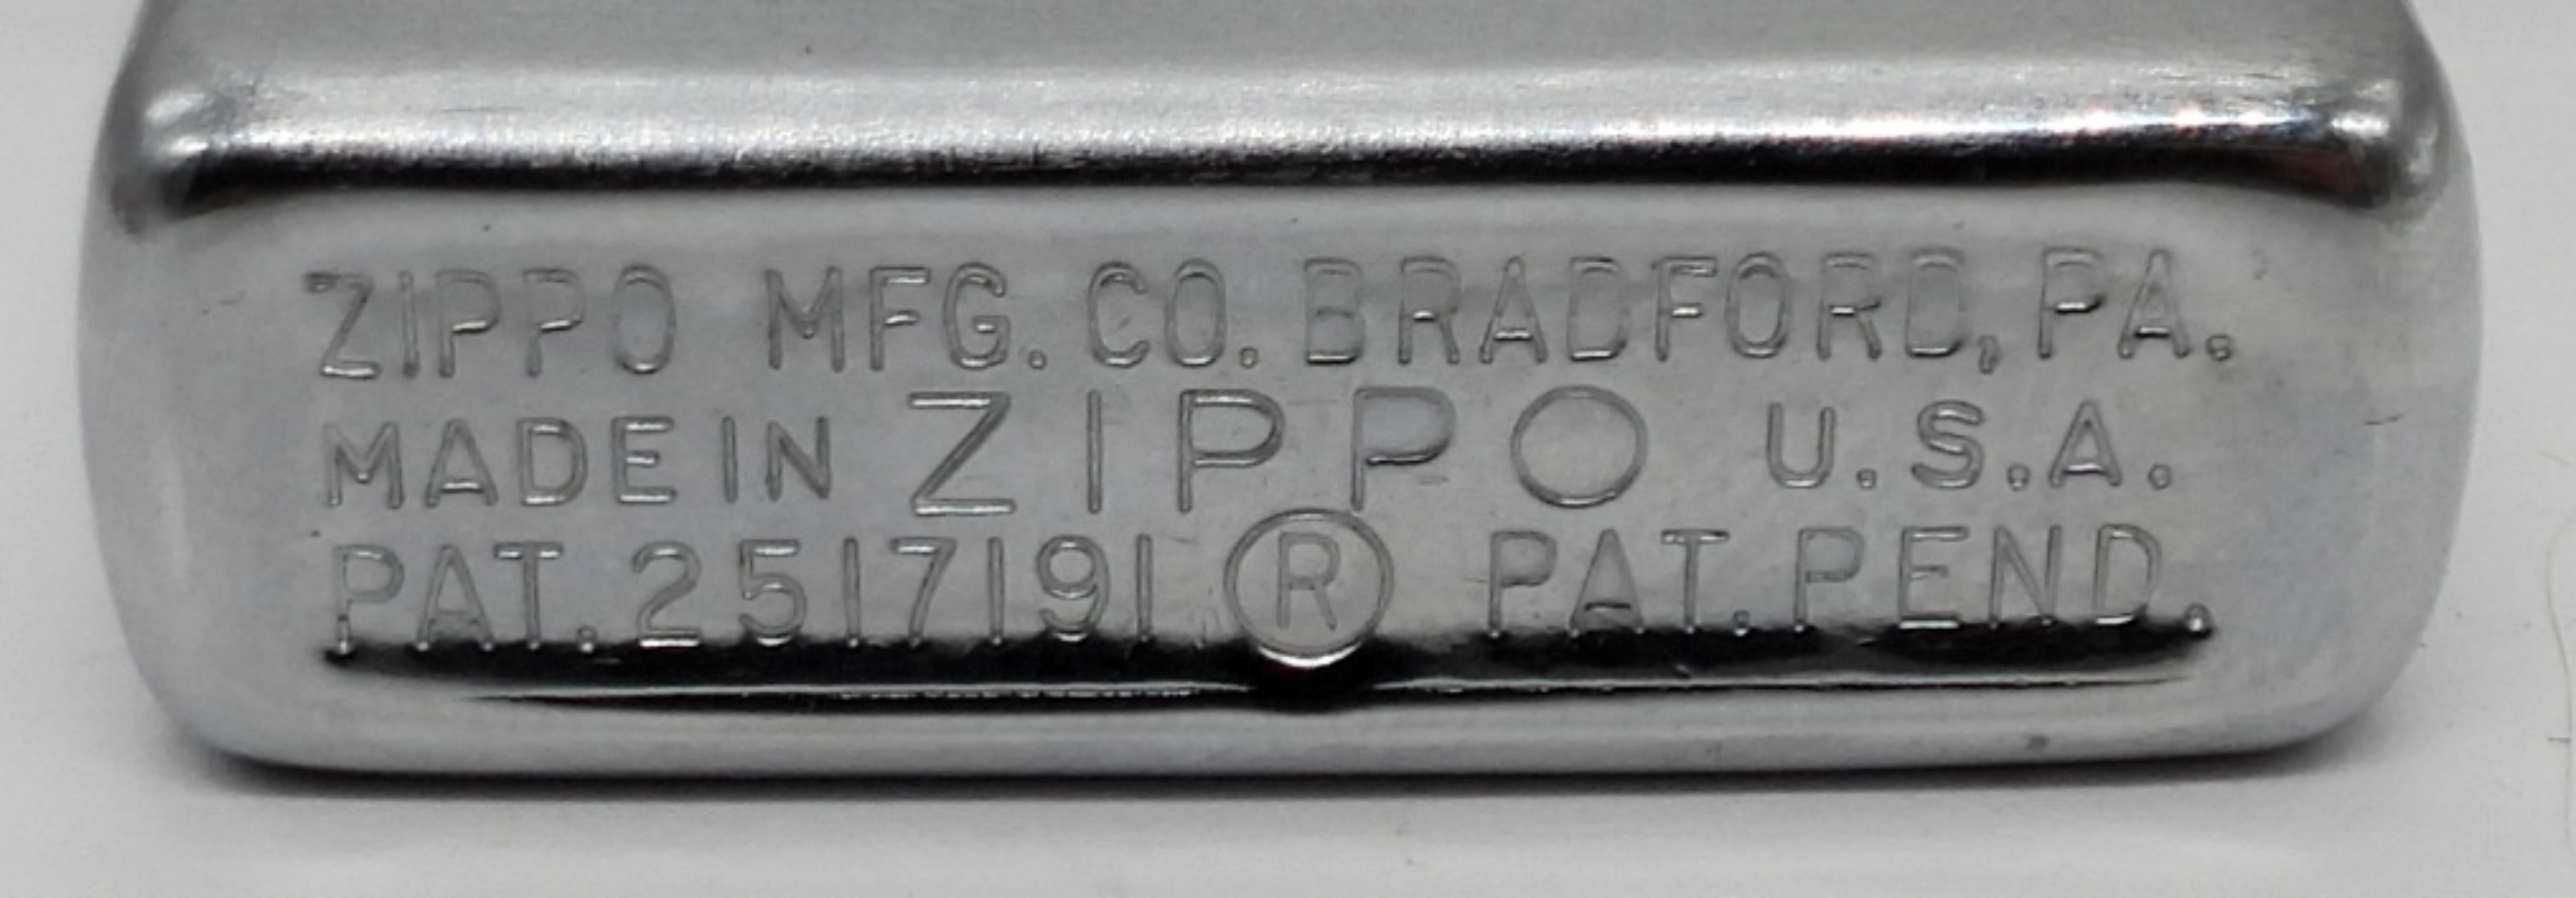 ZIPPO MFG. CO. BRADFORD, PA.
MADE IN ZIPPO U.S.A.
PAT. 2517191 ® PAT. PEND.